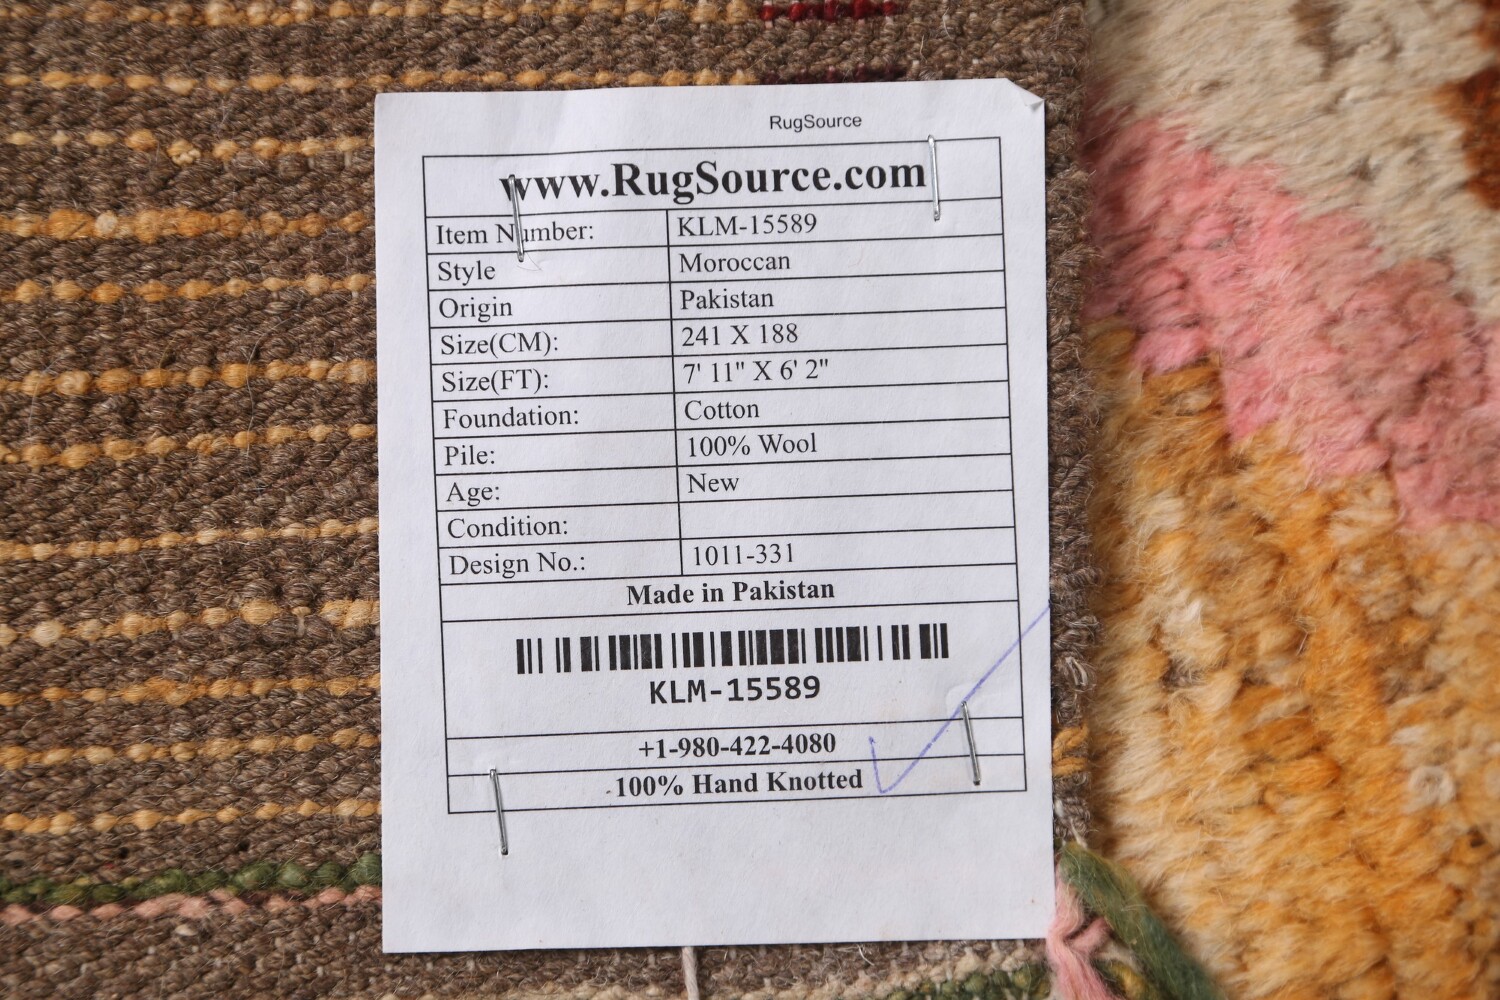 RugSource
www.RugSource.com
Item Number: KLM-15589
Style Moroccan
Origin Pakistan
Size(CM): 241 X 188
Size(FT): 7' 11" X 6' 2"
Foundation: Cotton
Pile: 100% Wool
Age: New
Condition:
Design No.: 1011-331
Made in Pakistan
KLM-15589
+1-980-422-4080
100% Hand Knotted